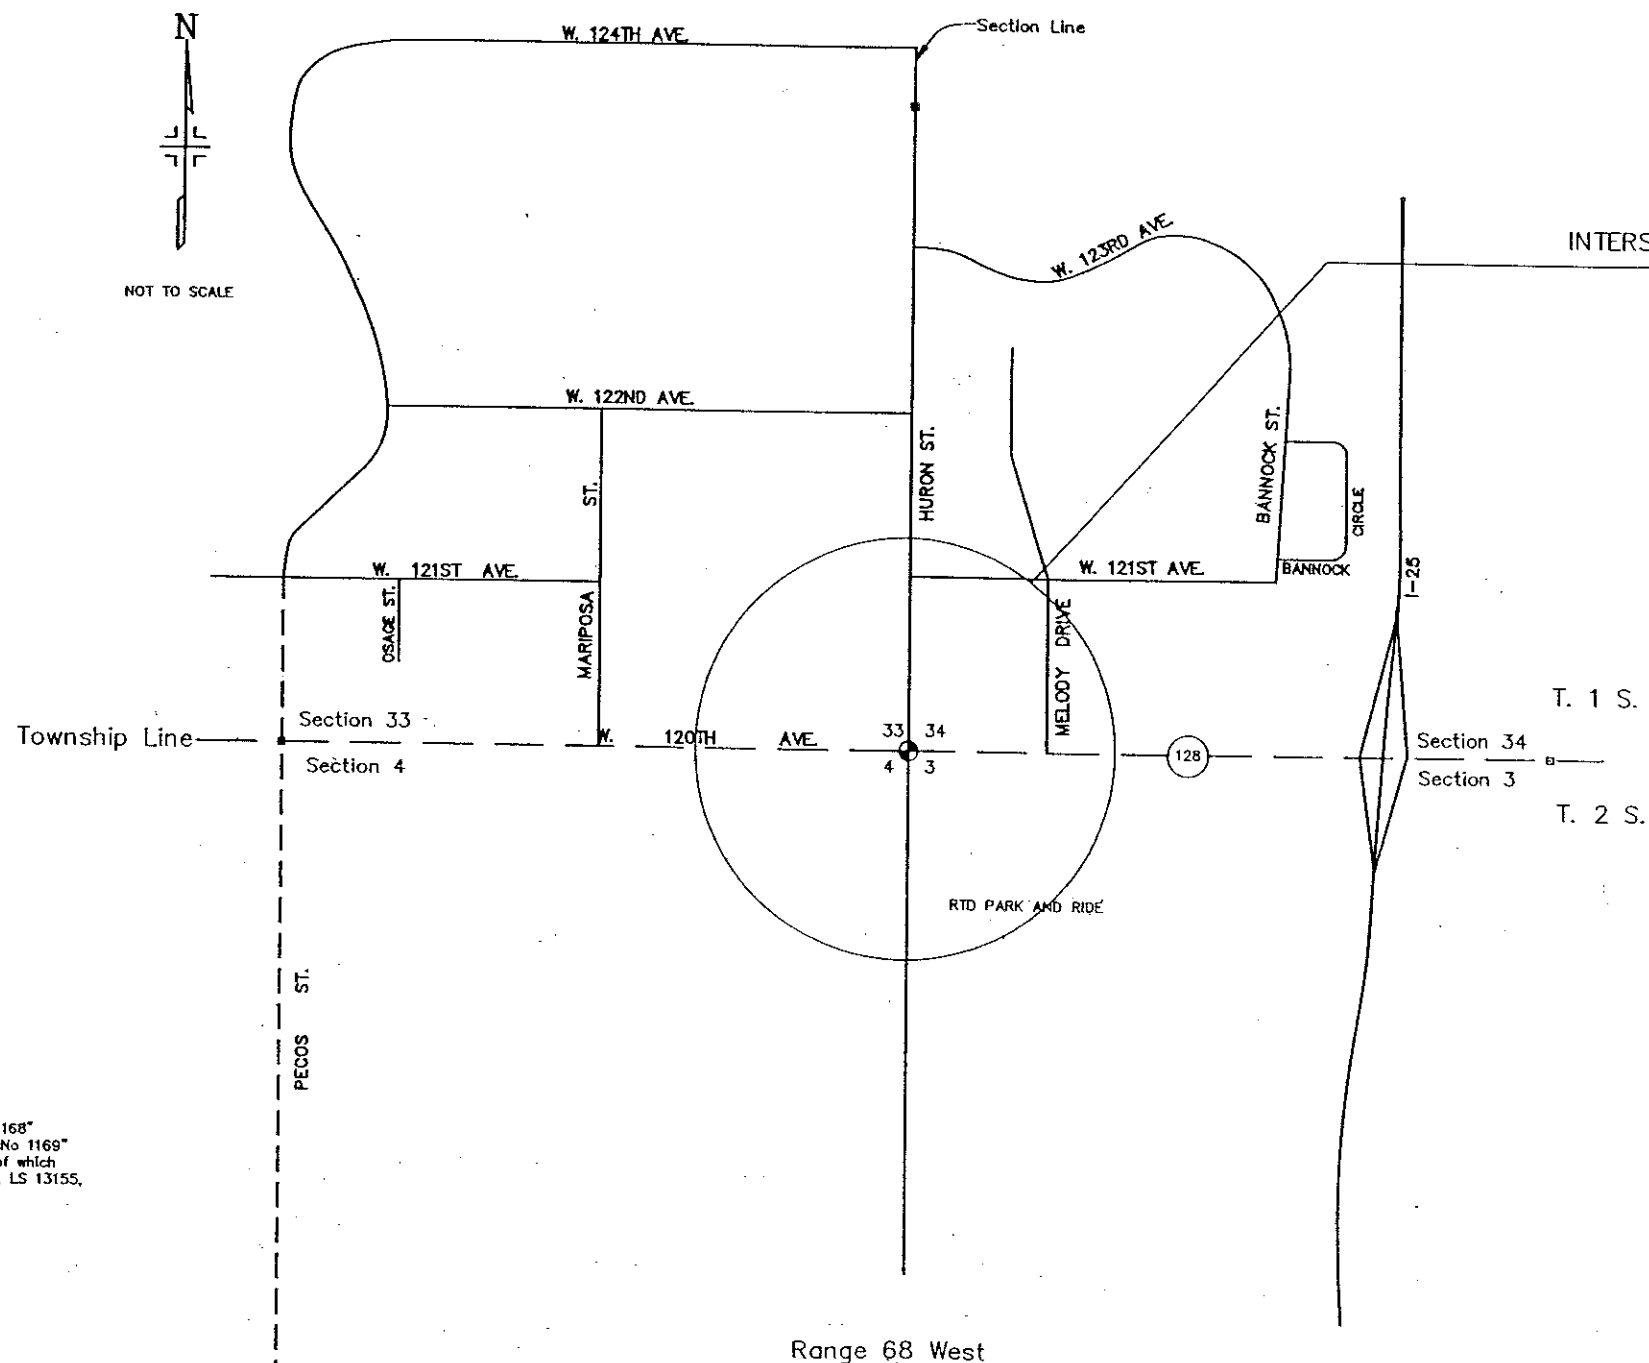 N
W. 124TH AVE.
Section Line
W. 123RD AVE.
INTERS
NOT TO SCALE
W. 122ND AVE.
HURON ST.
BANNOCK ST.
CIRCLE
ST.
MARIPOSA
W. 121ST AVE.
W. 121ST AVE.
BANNOCK
I-25
OSAGE ST.
MELODY DRIVE
T. 1 S.
Section 33
Township Line
W. 120TH AVE.
33 34
4 3
128
Section 34
Section 4
Section 3
T. 2 S.
RTD PARK AND RIDE
PECOS ST.
168"
No 1169"
of which
LS 13155,
Range 68 West